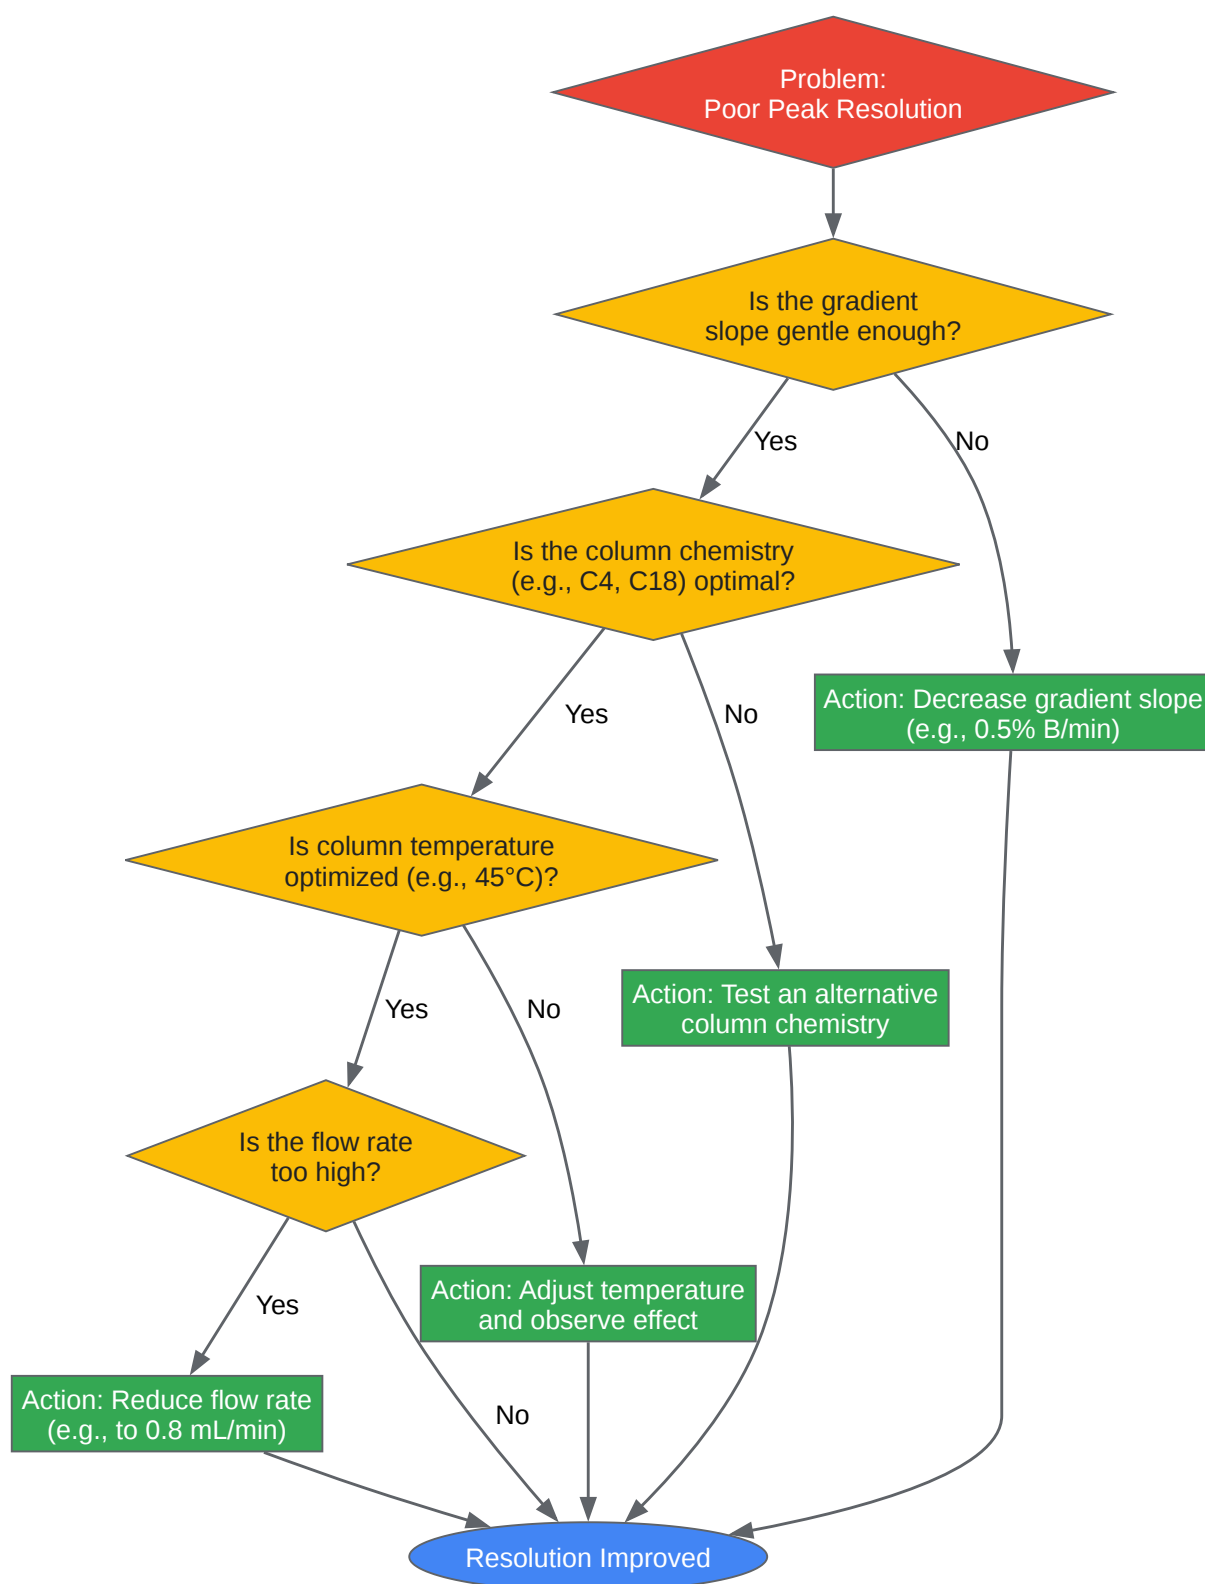 Problem:
Poor Peak Resolution
Is the gradient
slope gentle enough?
Yes
No
Is the column chemistry
(e.g., C4, C18) optimal?
Yes
No
Action: Decrease gradient slope
(e.g., 0.5% B/min)
Is column temperature
optimized (e.g., 45°C)?
Yes
No
Action: Test an alternative
column chemistry
Is the flow rate
too high?
Yes
No
Action: Adjust temperature
and observe effect
Action: Reduce flow rate
(e.g., to 0.8 mL/min)
Resolution Improved